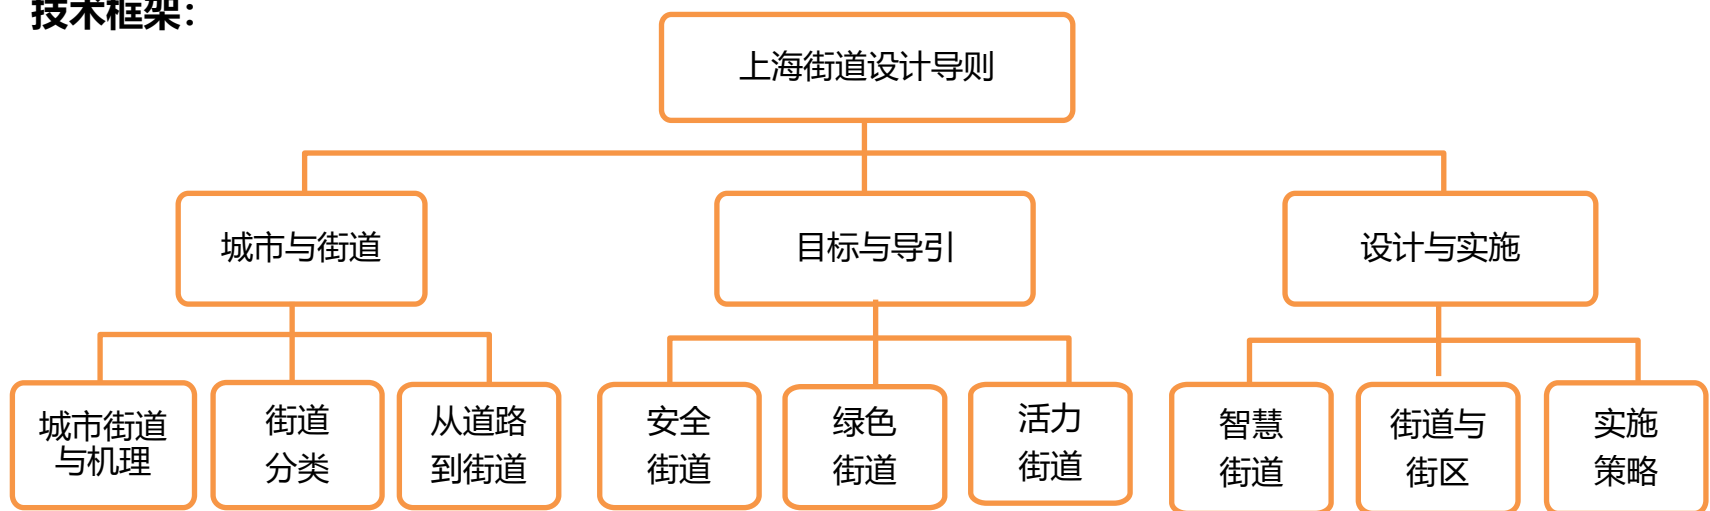 技术框架：
上海街道设计导则
城市与街道
目标与导引
设计与实施
城市街道
与机理
街道
分类
从道路
到街道
安全
街道
绿色
街道
活力
街道
智慧
街道
街道与
街区
实施
策略